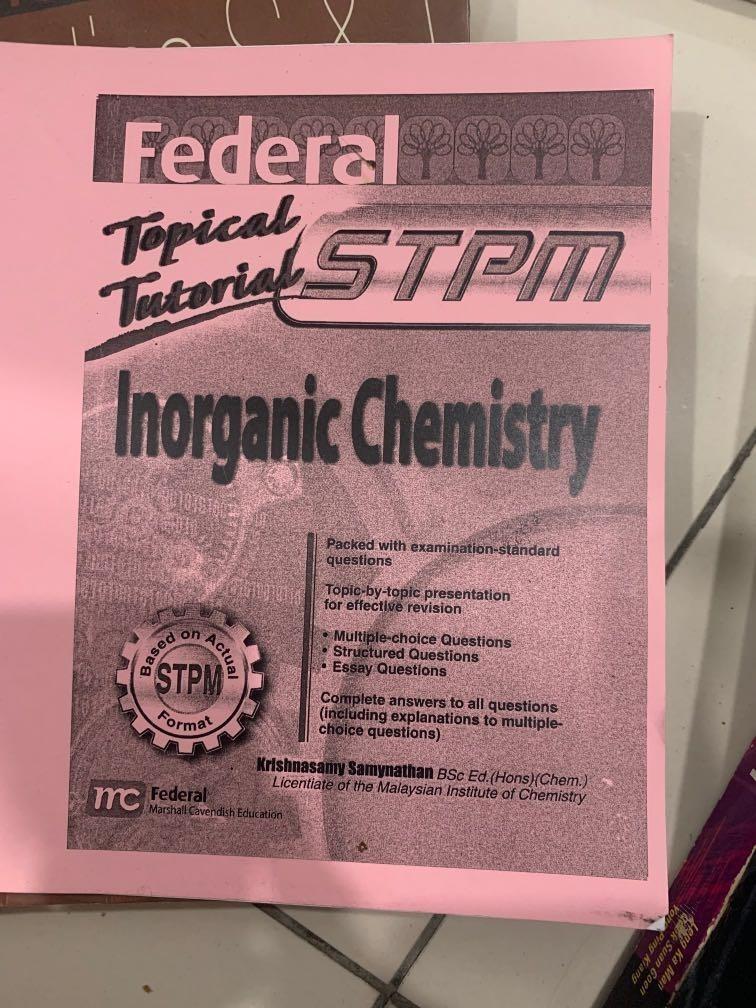 Federal
Topical
Tutorial
STPM
Inorganic Chemistry
Packed with examination-standard
questions
Topic-by-topic presentation
for effective revision
• Multiple-choice Questions
• Structured Questions
• Essay Questions
Complete answers to all questions
(including explanations to multiple-
choice questions)
Based on Actual
STPM
Format
Krishnasamy Samynathan BSc Ed.(Hons)(Chem.)
Licentiate of the Malaysian Institute of Chemistry
mc Federal
Marshall Cavendish Education